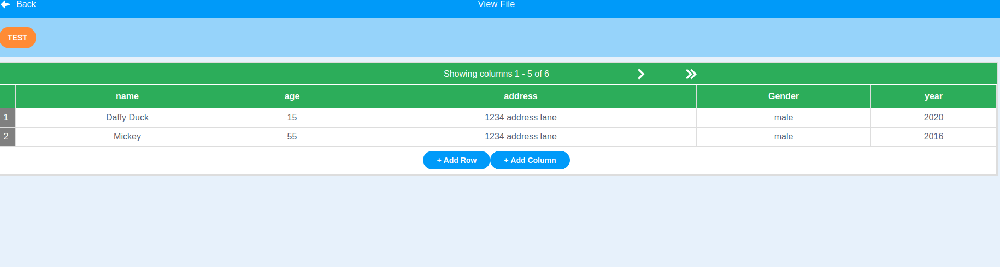 Back View File
TEST
Showing columns 1 - 5 of 6
name age address Gender year
1 Daffy Duck 15 1234 address lane male 2020
2 Mickey 55 1234 address lane male 2016
+ Add Row + Add Column